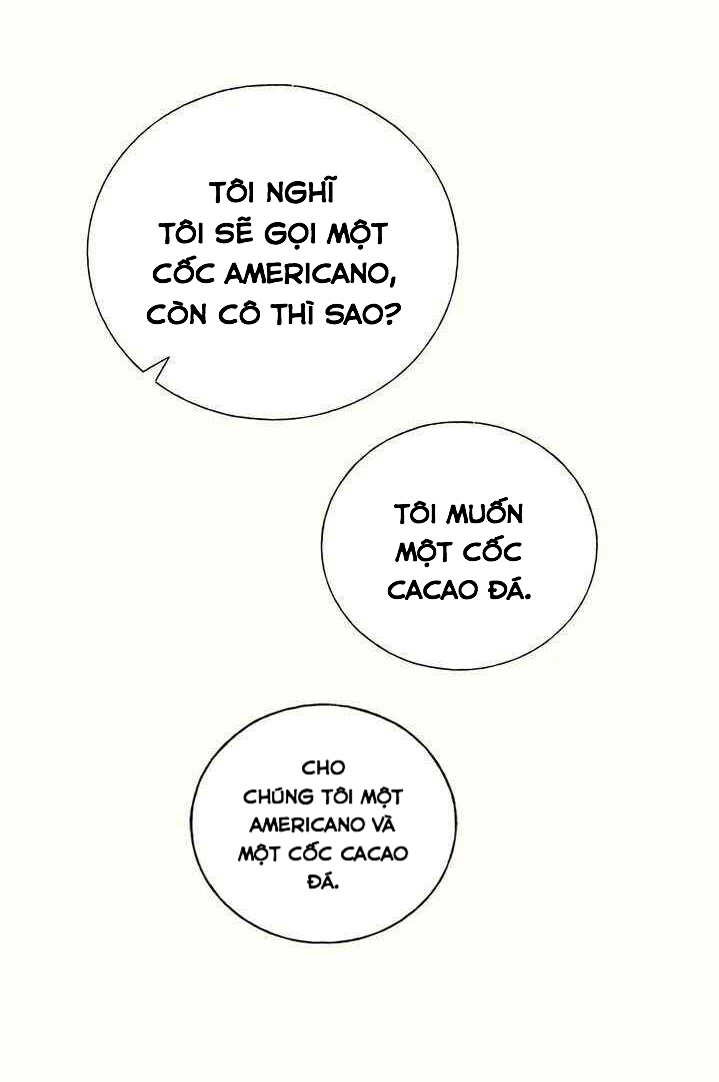 TÔI NGHĨ
TÔI SẼ GỌI MỘT
CỐC AMERICANO,
CÒN CÔ THÌ SAO?
TÔI MUỐN
MỘT CỐC
CACAO ĐÁ.
CHO
CHÚNG TÔI MỘT
AMERICANO VÀ
MỘT CỐC CACAO
ĐÁ.